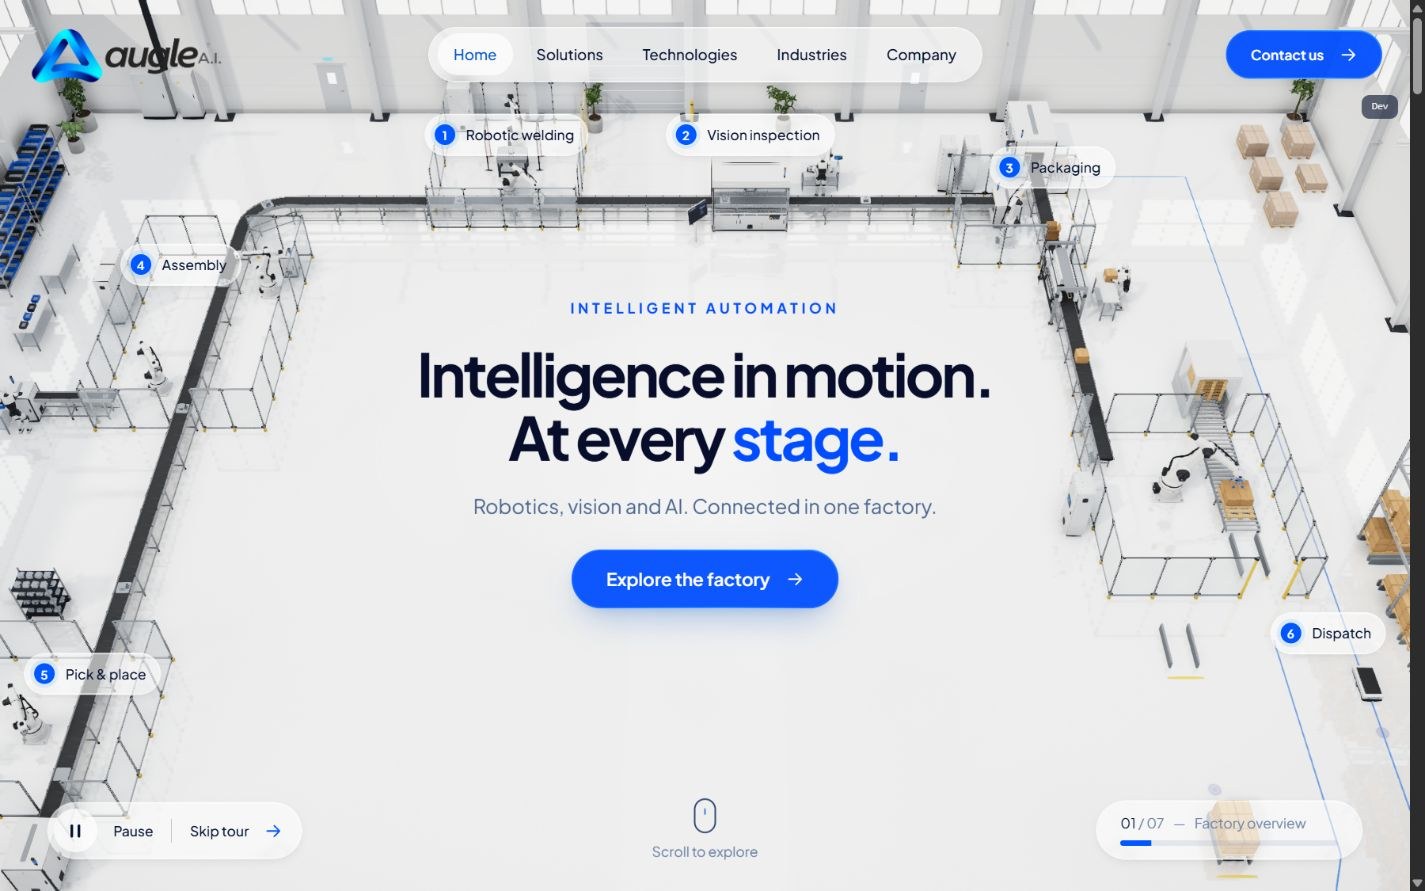 augle A.I.
Home
Solutions
Technologies
Industries
Company
Contact us
Dev
1 Robotic welding
2 Vision inspection
3 Packaging
4 Assembly
INTELLIGENT AUTOMATION
Intelligence in motion.
At every stage.
Robotics, vision and AI. Connected in one factory.
Explore the factory
6 Dispatch
5 Pick & place
Pause
Skip tour
Scroll to explore
01 / 07 — Factory overview